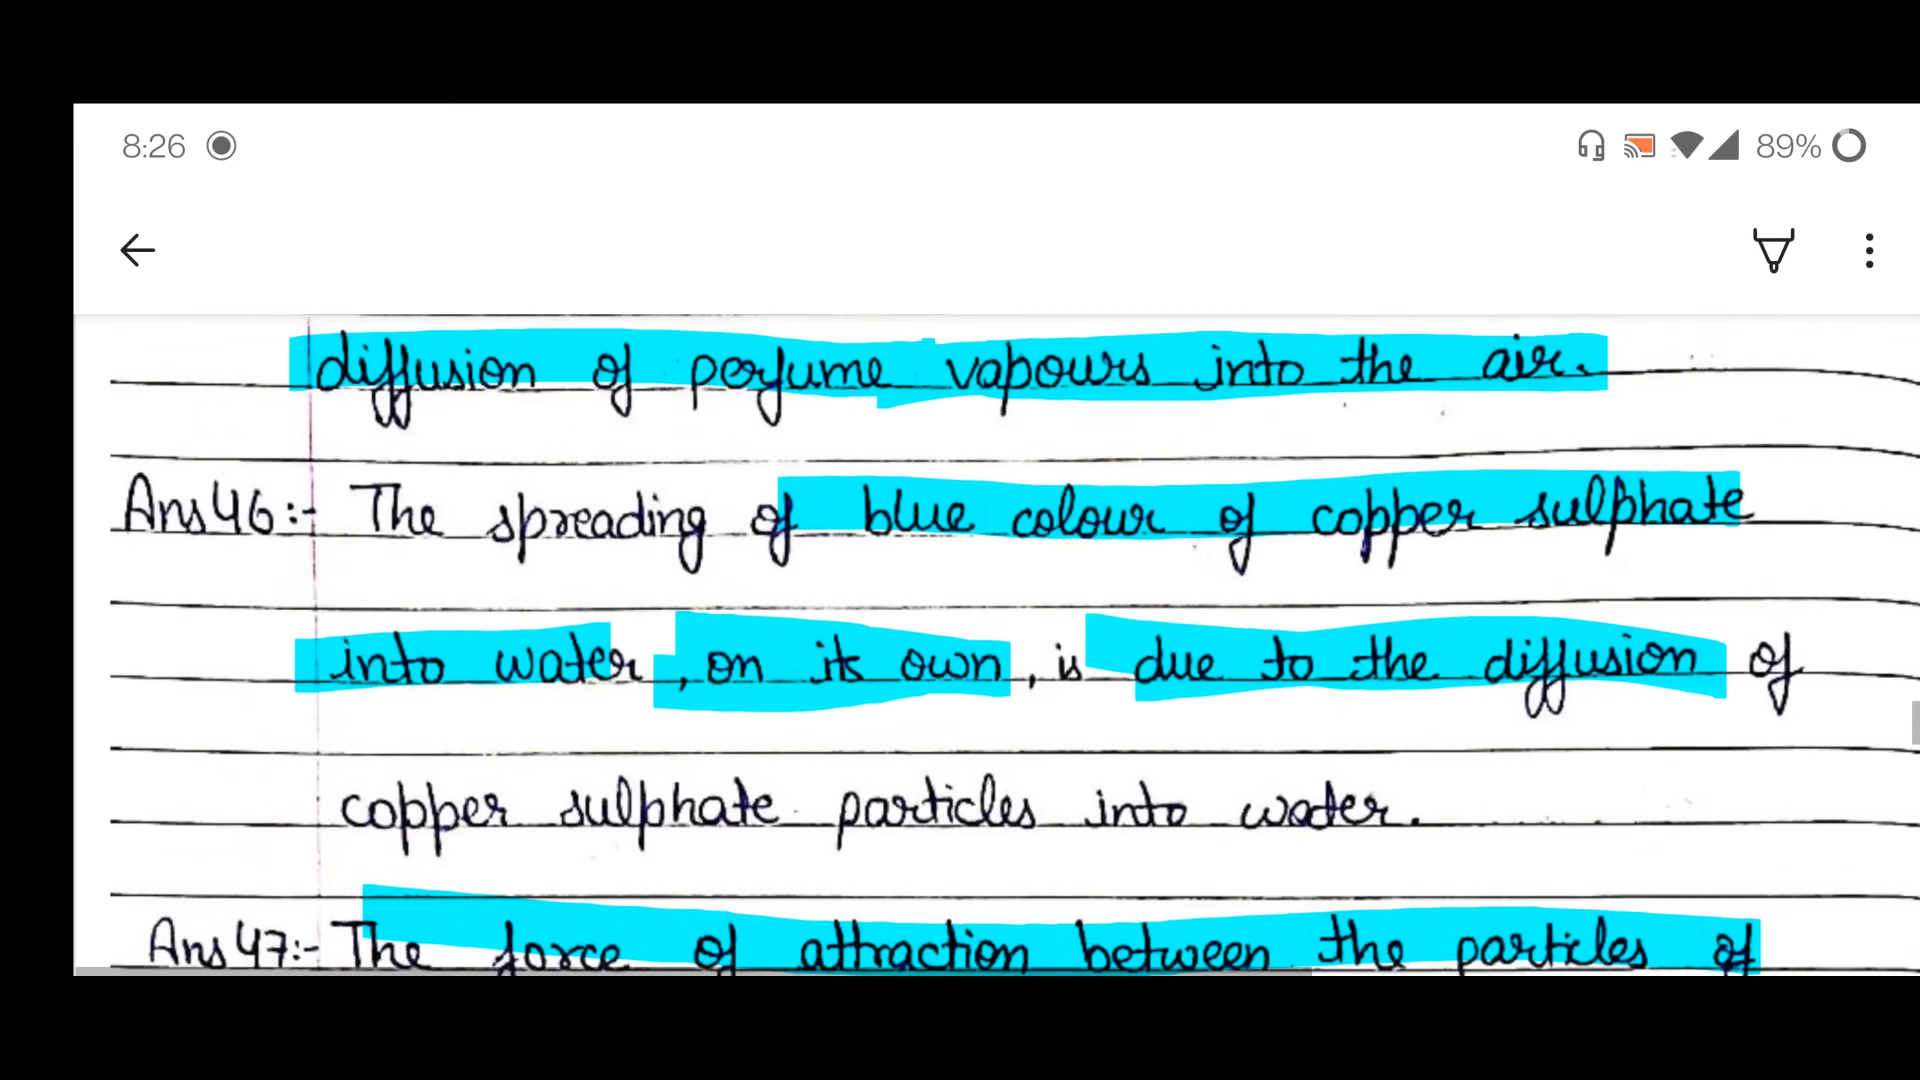 8:26 89%
diffusion of perfume vapours into the air.
Ans46:- The spreading of blue colour of copper sulphate
into water, on its own, is due to the diffusion of
copper sulphate particles into water.
Ans47:- The force of attraction between the particles of